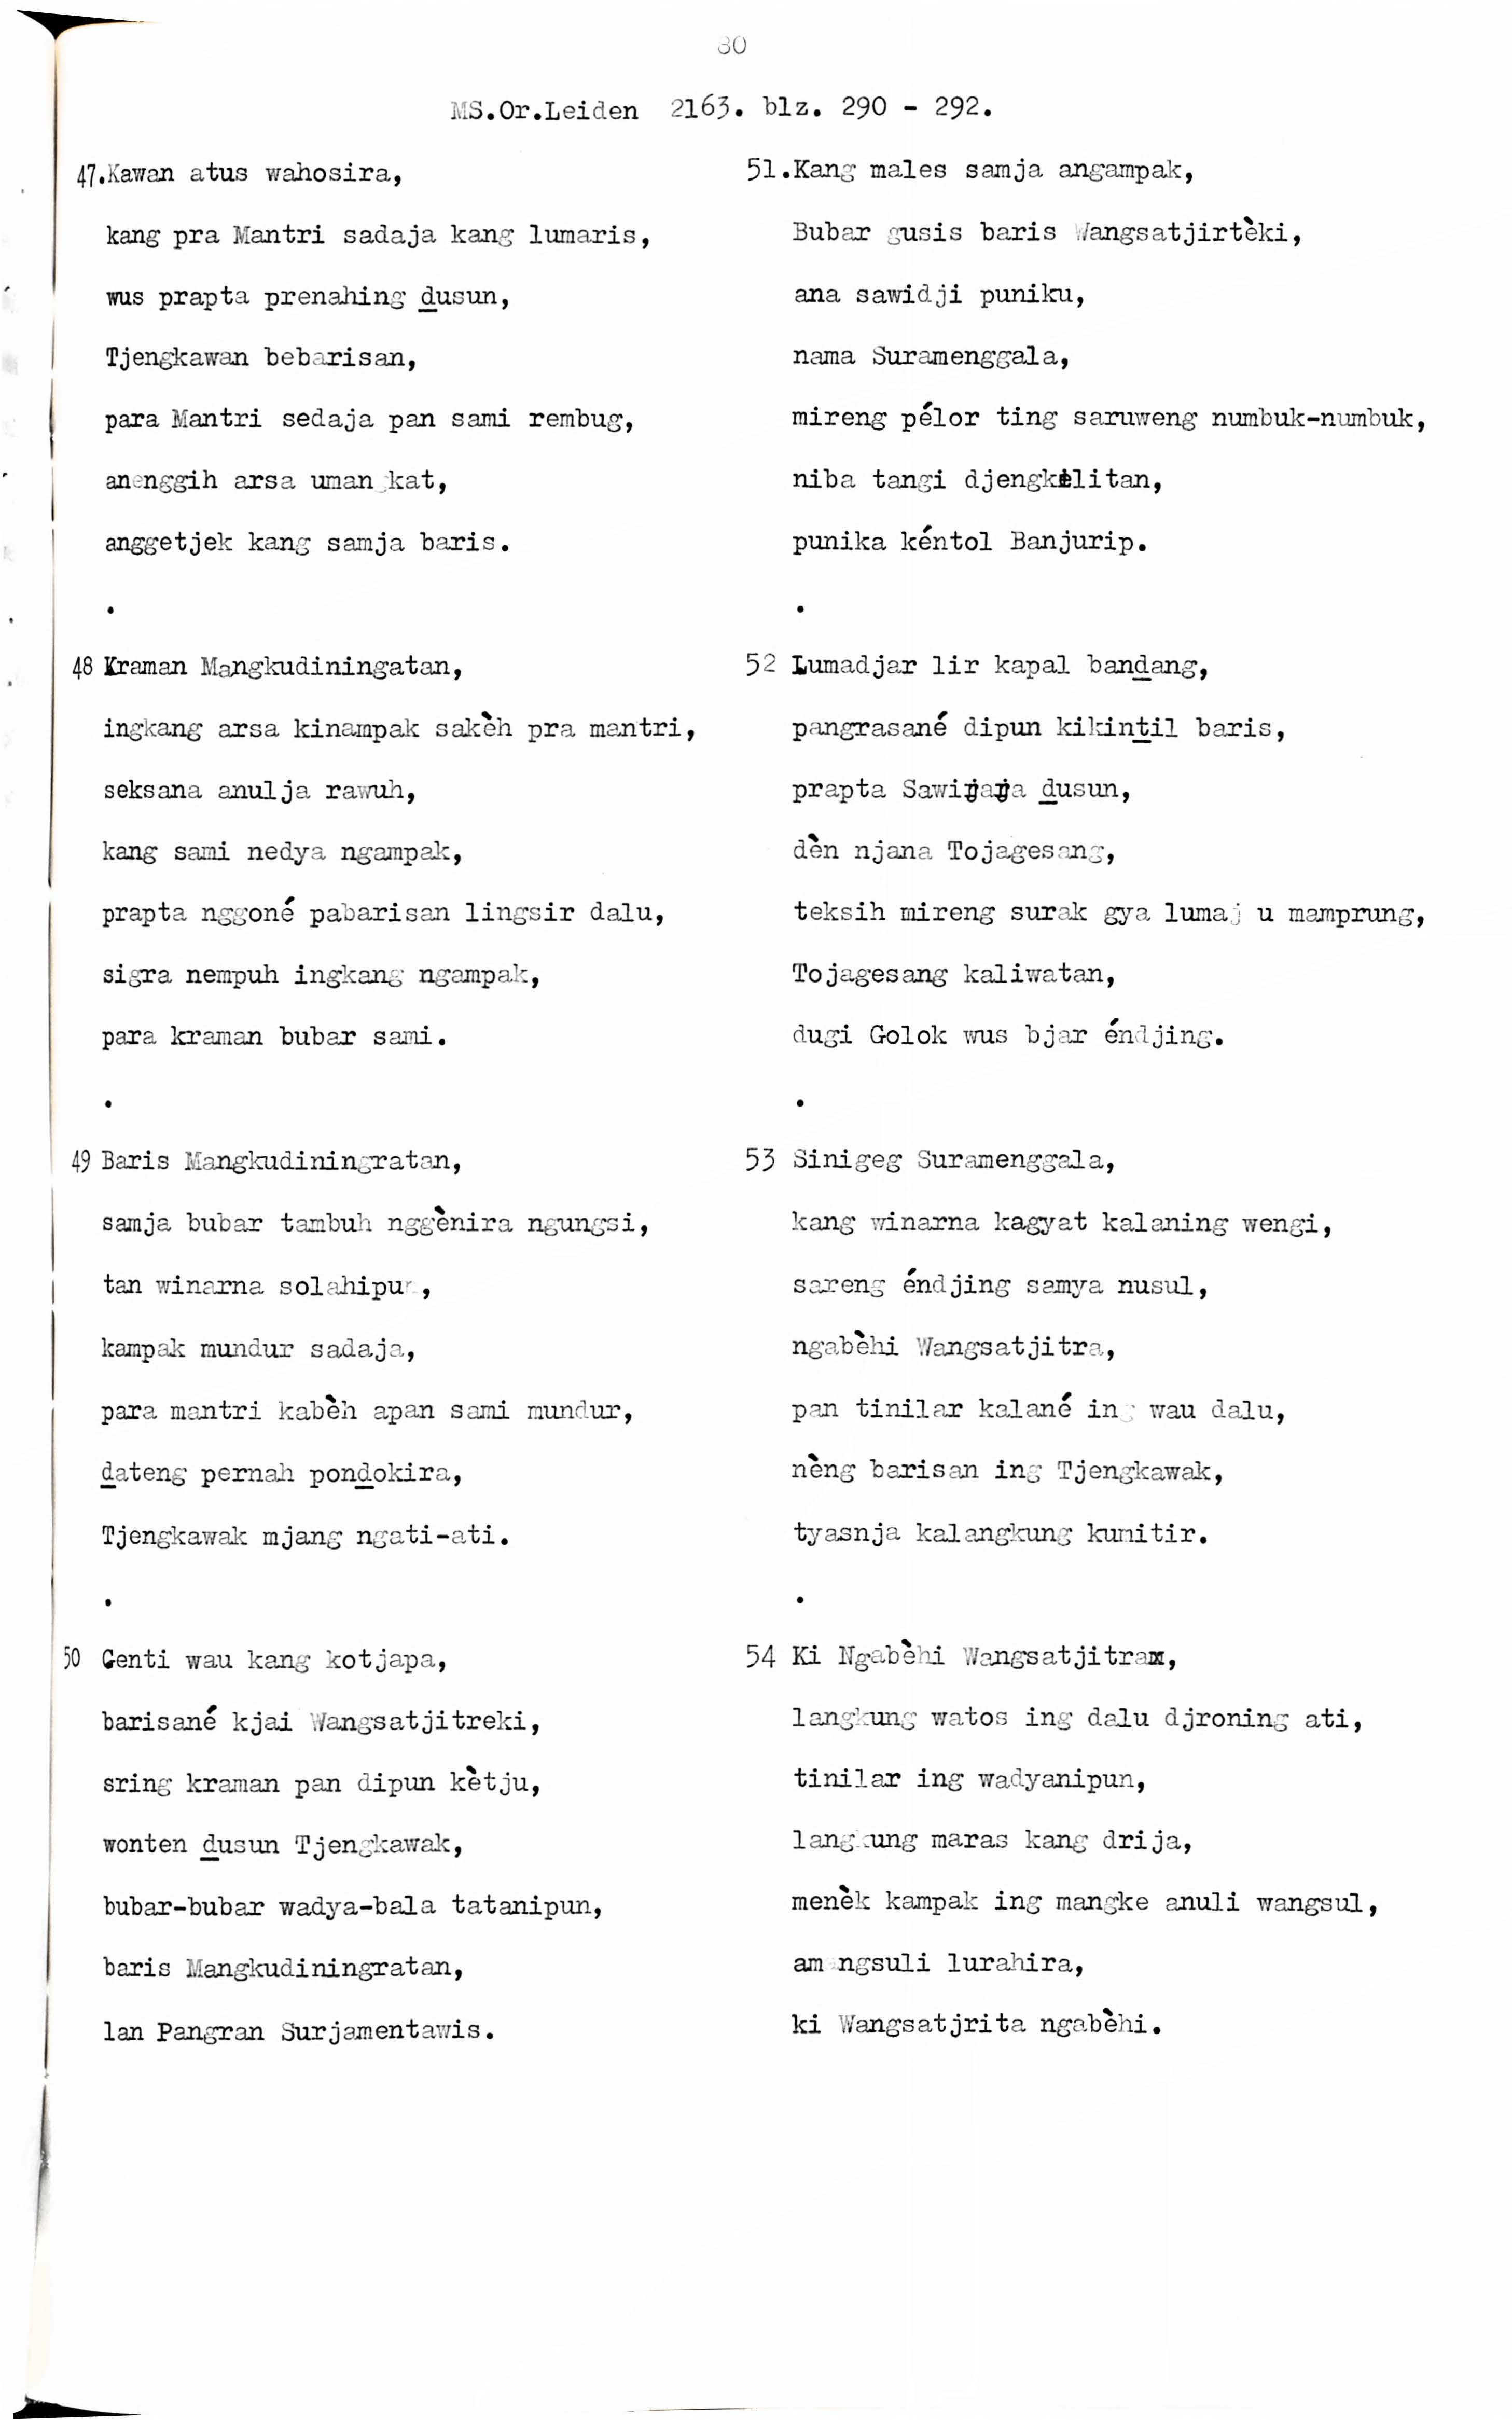 80
MS.Or.Leiden 2163. blz. 290 - 292.
47.Kawan atus wahosira,
kang pra Mantri sadaja kang lumaris,
wus prapta prenahing ḏusun,
Tjengkawan bebarisan,
para Mantri sedaja pan sami rembug,
anenggih arsa umangkat,
anggetjek kang samja baris.
.
48 Kraman Mangkudiningatan,
ingkang arsa kinampak sakèh pra mantri,
seksana anulja rawuh,
kang sami nedya ngampak,
prapta nggoné pabarisan lingsir dalu,
sigra nempuh ingkang ngampak,
para kraman bubar sami.
.
49 Baris Mangkudiningratan,
samja bubar tambuh nggènira ngungsi,
tan winarna solahipun,
kampak mundur sadaja,
para mantri kabèh apan sami mundur,
ḏateng pernah ponḏokira,
Tjengkawak mjang ngati-ati.
.
50 Genti wau kang kotjapa,
barisané kjai Wangsatjitreki,
sring kraman pan dipun kètju,
wonten ḏusun Tjengkawak,
bubar-bubar wadya-bala tatanipun,
baris Mangkudiningratan,
lan Pangran Surjamentawis.
51.Kang males samja angampak,
Bubar gusis baris Wangsatjirtèki,
ana sawidji puniku,
nama Suramenggala,
mireng pélor ting saruweng numbuk-numbuk,
niba tangi djengkelitan,
punika kéntol Banjurip.
.
52 Lumadjar lir kapal banḏang,
pangrasané dipun kikinṯil baris,
prapta ḏusun,
dèn njana Tojagesang,
teksih mireng surak gya lumaju mamprung,
Tojagesang kaliwatan,
dugi Golok wus bjar éndjing.
.
53 Sinigeg Suramenggala,
kang winarna kagyat kalaning wengi,
sareng éndjing samya nusul,
ngabèhi Wangsatjitra,
pan tinilar kalané ing wau dalu,
nèng barisan ing Tjengkawak,
tyasnja kalangkung kumitir.
.
54 Ki Ngabèhi Wangsatjitra,
langkung watos ing dalu djroning ati,
tinilar ing wadyanipun,
langkung maras kang drija,
menèk kampak ing mangke anuli wangsul,
amangsuli lurahira,
ki Wangsatjrita ngabèhi.